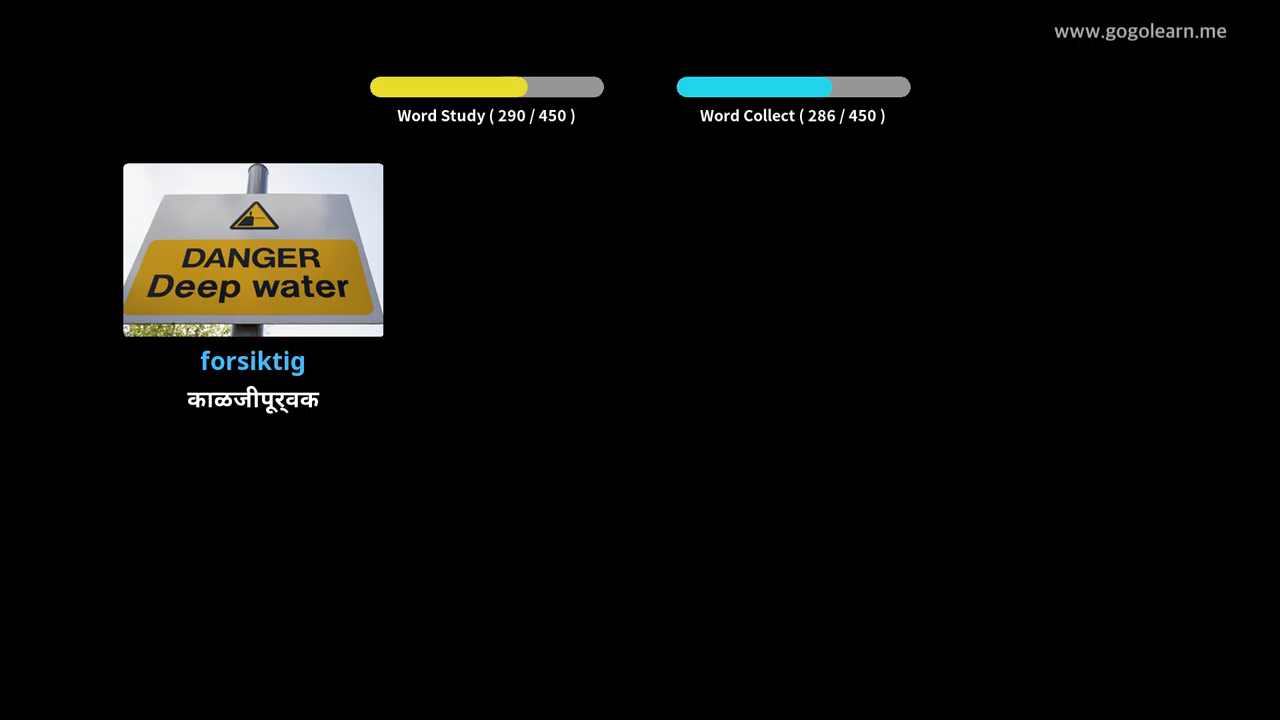 www.gogolearn.me
Word Study ( 290 / 450 )
Word Collect ( 286 / 450 )
DANGER
Deep water
forsiktig
काळजीपूर्वक